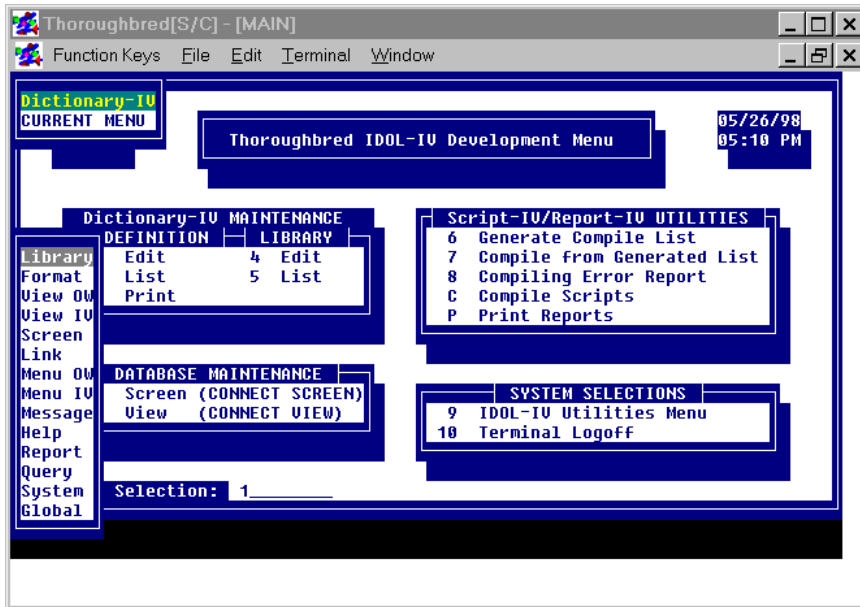 Thoroughbred[S/C] - [MAIN]
Function Keys File Edit Terminal Window
Dictionary-IV
CURRENT MENU
05/26/98
05:10 PM
Thoroughbred IDOL-IV Development Menu
Dictionary-IV MAINTENANCE
DEFINITION LIBRARY
Edit 4 Edit
List 5 List
Print
Library
Format
View OW
View IV
Screen
Link
Menu OW
Menu IV
Message
Help
Report
Query
System
Global
DATABASE MAINTENANCE
Screen (CONNECT SCREEN)
View (CONNECT VIEW)
Script-IV/Report-IV UTILITIES
6 Generate Compile List
7 Compile from Generated List
8 Compiling Error Report
C Compile Scripts
P Print Reports
SYSTEM SELECTIONS
9 IDOL-IV Utilities Menu
10 Terminal Logoff
Selection: 1_________